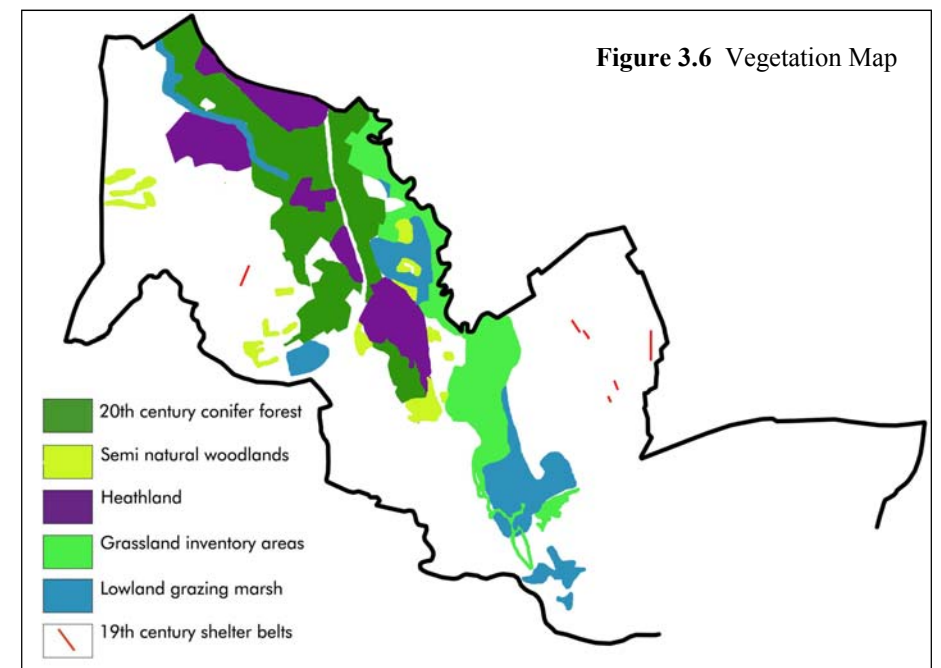 Figure 3.6 Vegetation Map
20th century conifer forest
Semi natural woodlands
Heathland
Grassland inventory areas
Lowland grazing marsh
19th century shelter belts